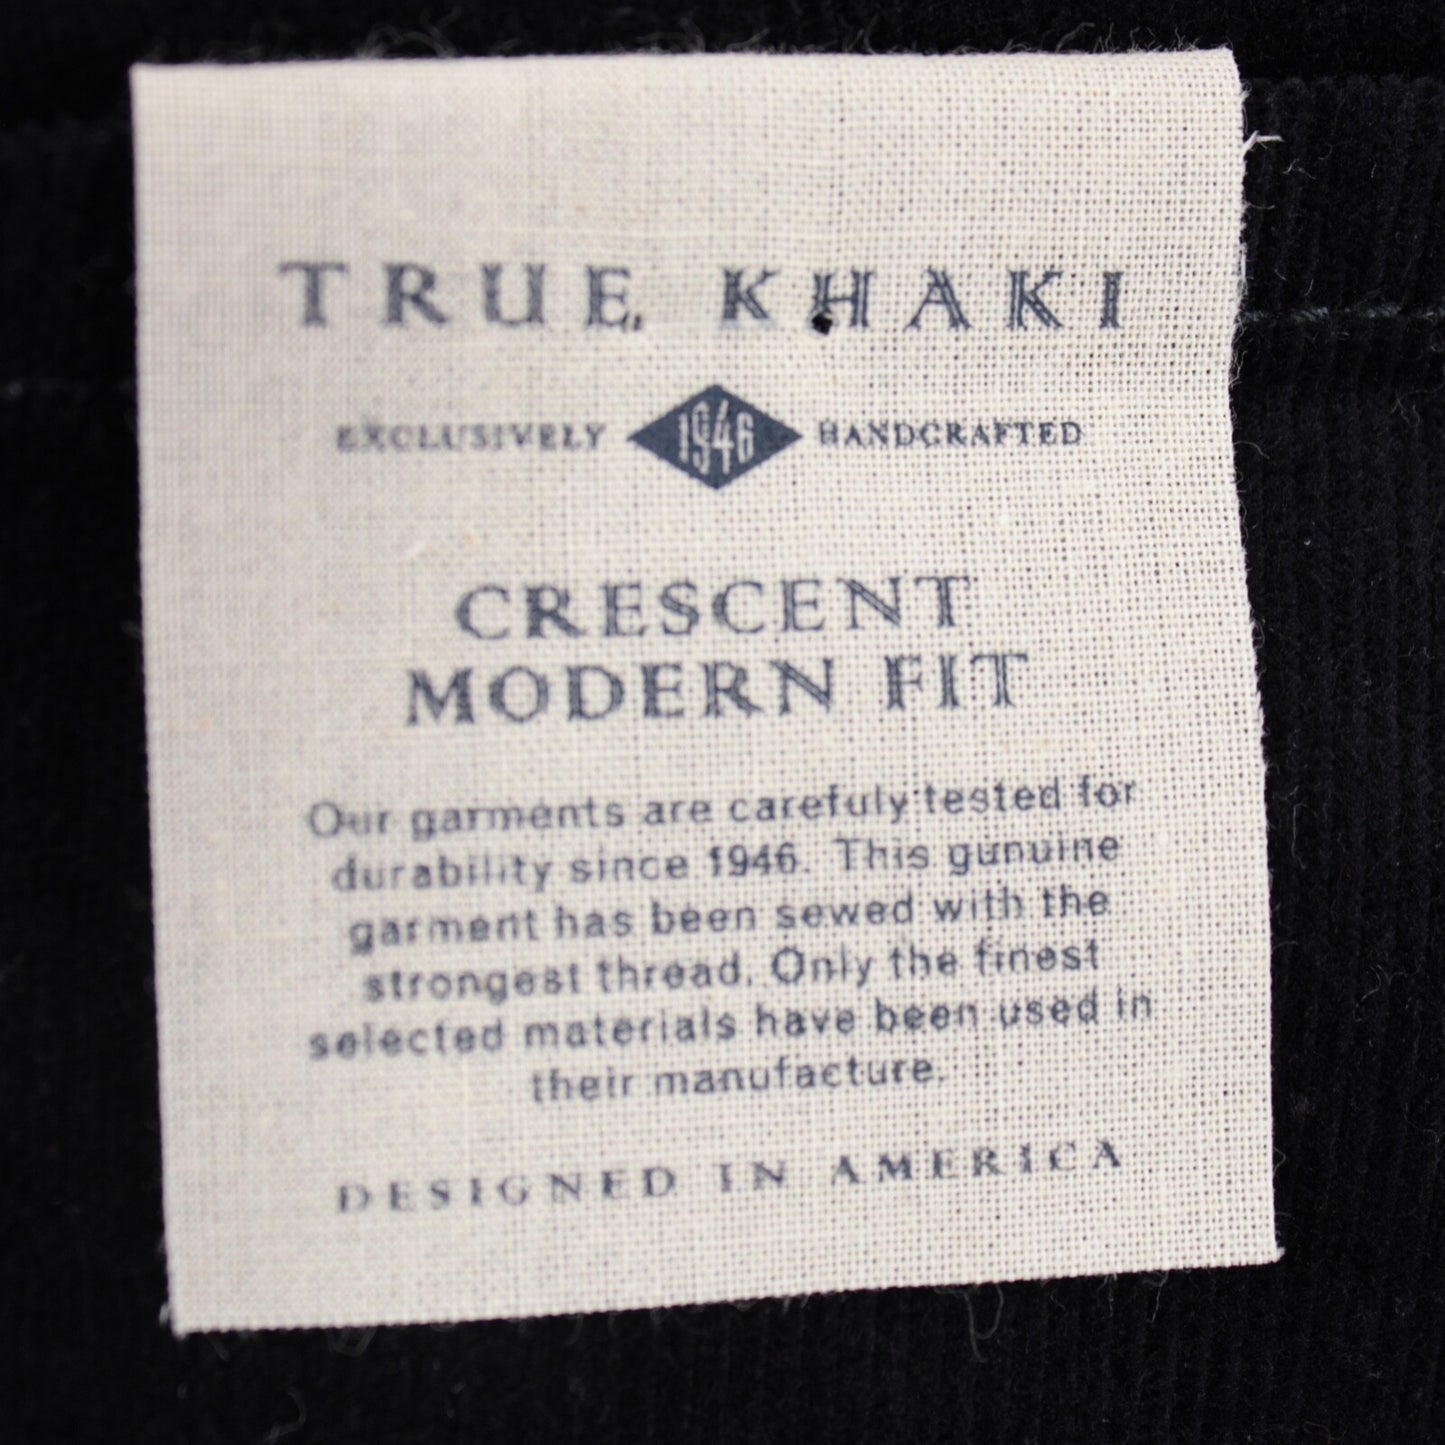 TRUE KHAKI
EXCLUSIVELY 1946 HANDCRAFTED
CRESCENT
MODERN FIT
Our garments are carefuly tested for
durability since 1946. This gunuine
garment has been sewed with the
strongest thread. Only the finest
selected materials have been used in
their manufacture.
DESIGNED IN AMERICA